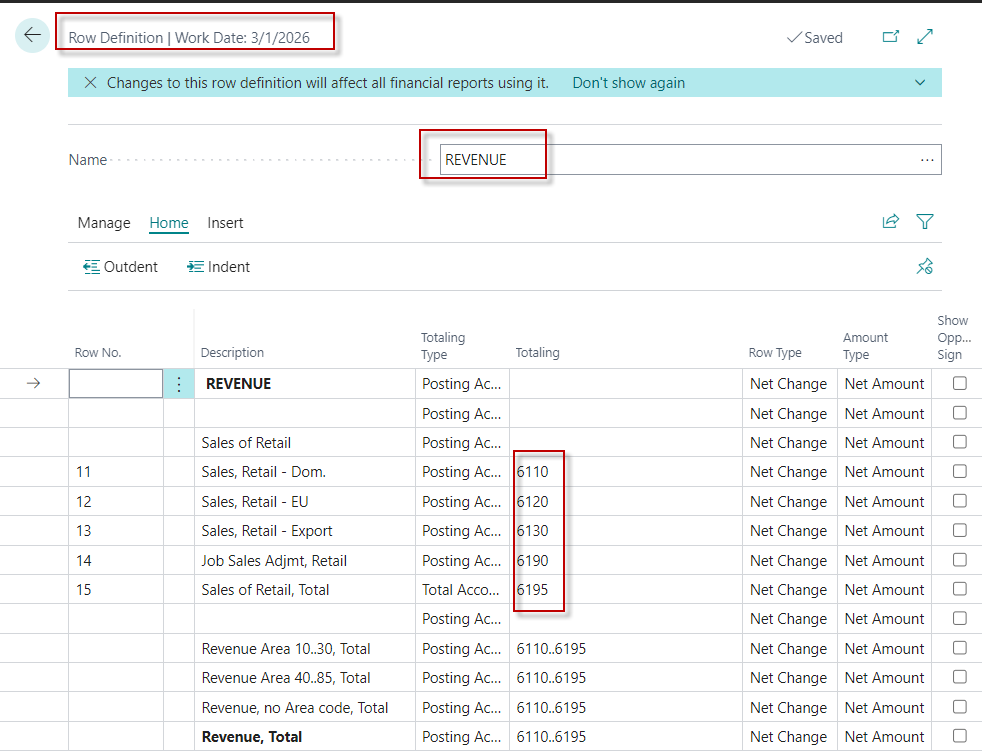 Row Definition | Work Date: 3/1/2026
Saved
Changes to this row definition will affect all financial reports using it. Don't show again
Name REVENUE ...
Manage Home Insert
Outdent Indent
Row No. Description Totaling Type Totaling Row Type Amount Type Show Opp... Sign
REVENUE Posting Ac... Net Change Net Amount
Posting Ac... Net Change Net Amount
Sales of Retail Posting Ac... Net Change Net Amount
11 Sales, Retail - Dom. Posting Ac... 6110 Net Change Net Amount
12 Sales, Retail - EU Posting Ac... 6120 Net Change Net Amount
13 Sales, Retail - Export Posting Ac... 6130 Net Change Net Amount
14 Job Sales Adjmt, Retail Posting Ac... 6190 Net Change Net Amount
15 Sales of Retail, Total Total Acco... 6195 Net Change Net Amount
Posting Ac... Net Change Net Amount
Revenue Area 10..30, Total Posting Ac... 6110..6195 Net Change Net Amount
Revenue Area 40..85, Total Posting Ac... 6110..6195 Net Change Net Amount
Revenue, no Area code, Total Posting Ac... 6110..6195 Net Change Net Amount
Revenue, Total Posting Ac... 6110..6195 Net Change Net Amount